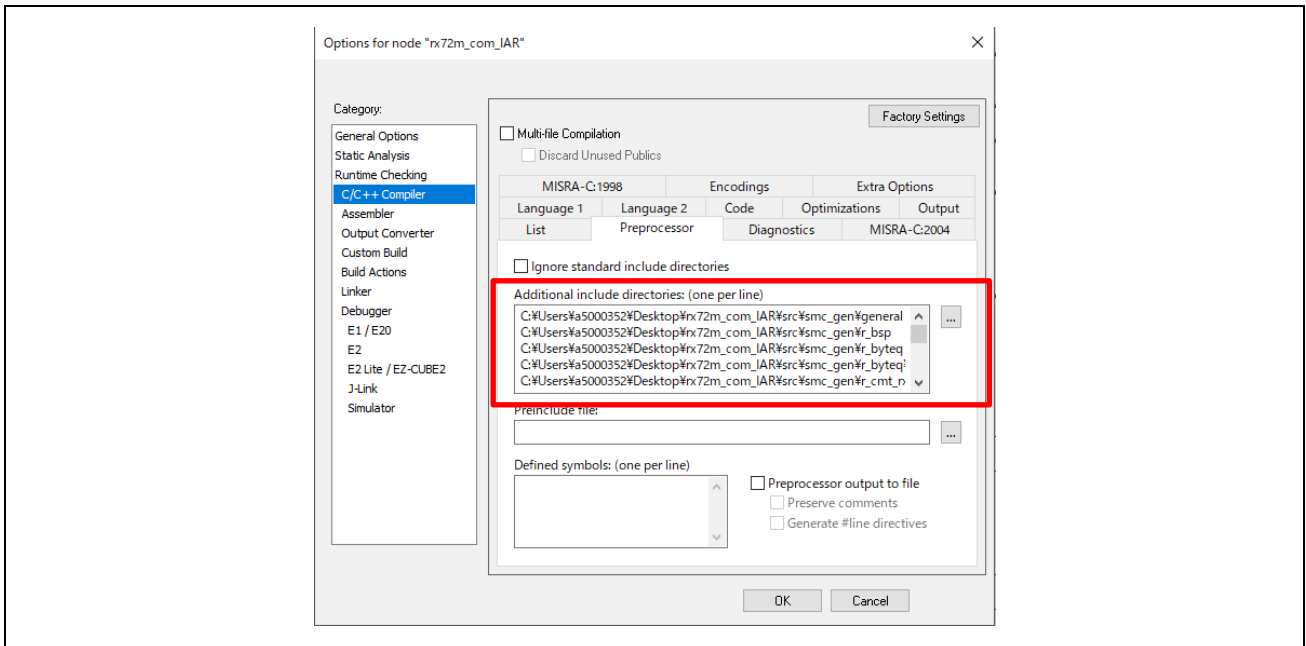 Options for node "rx72m_com_IAR"
Category:
General Options
Static Analysis
Runtime Checking
C/C++ Compiler
Assembler
Output Converter
Custom Build
Build Actions
Linker
Debugger
E1 / E20
E2
E2 Lite / EZ-CUBE2
J-Link
Simulator
Factory Settings
Multi-file Compilation
Discard Unused Publics
MISRA-C:1998 Encodings Extra Options
Language 1 Language 2 Code Optimizations Output
List Preprocessor Diagnostics MISRA-C:2004
Ignore standard include directories
Additional include directories: (one per line)
C:¥Users¥a5000352¥Desktop¥rx72m_com_IAR¥src¥smc_gen¥general
C:¥Users¥a5000352¥Desktop¥rx72m_com_IAR¥src¥smc_gen¥r_bsp
C:¥Users¥a5000352¥Desktop¥rx72m_com_IAR¥src¥smc_gen¥r_byteq
C:¥Users¥a5000352¥Desktop¥rx72m_com_IAR¥src¥smc_gen¥r_byteq¥
C:¥Users¥a5000352¥Desktop¥rx72m_com_IAR¥src¥smc_gen¥r_cmt_r
...
Preinclude file:
...
Defined symbols: (one per line)
Preprocessor output to file
Preserve comments
Generate #line directives
OK Cancel